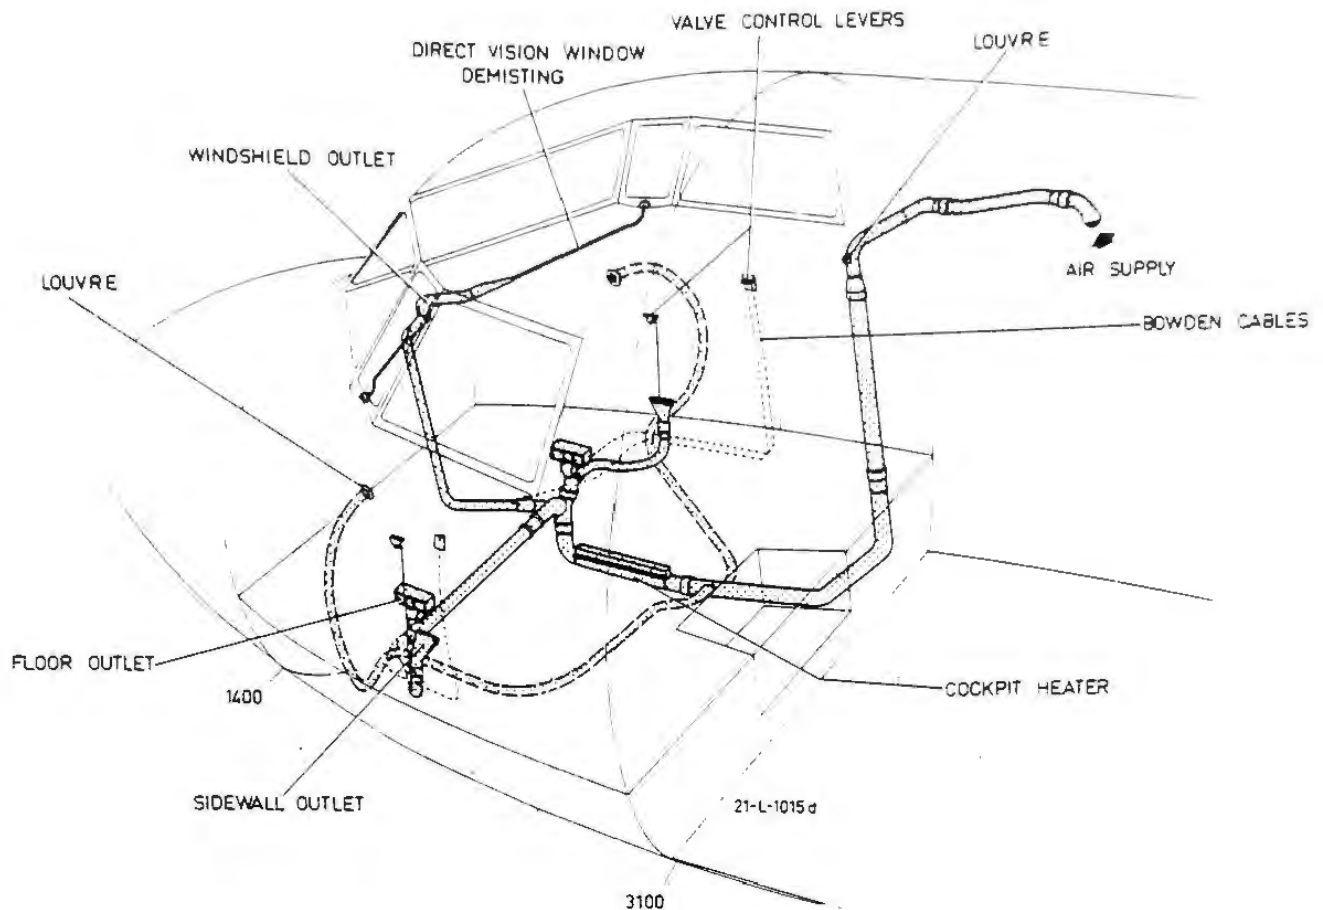 VALVE CONTROL LEVERS
DIRECT VISION WINDOW
DEMISTING
LOUVRE
WINDSHIELD OUTLET
LOUVRE
AIR SUPPLY
BOWDEN CABLES
FLOOR OUTLET
1400
COCKPIT HEATER
SIDEWALL OUTLET
21-L-1015d
3100